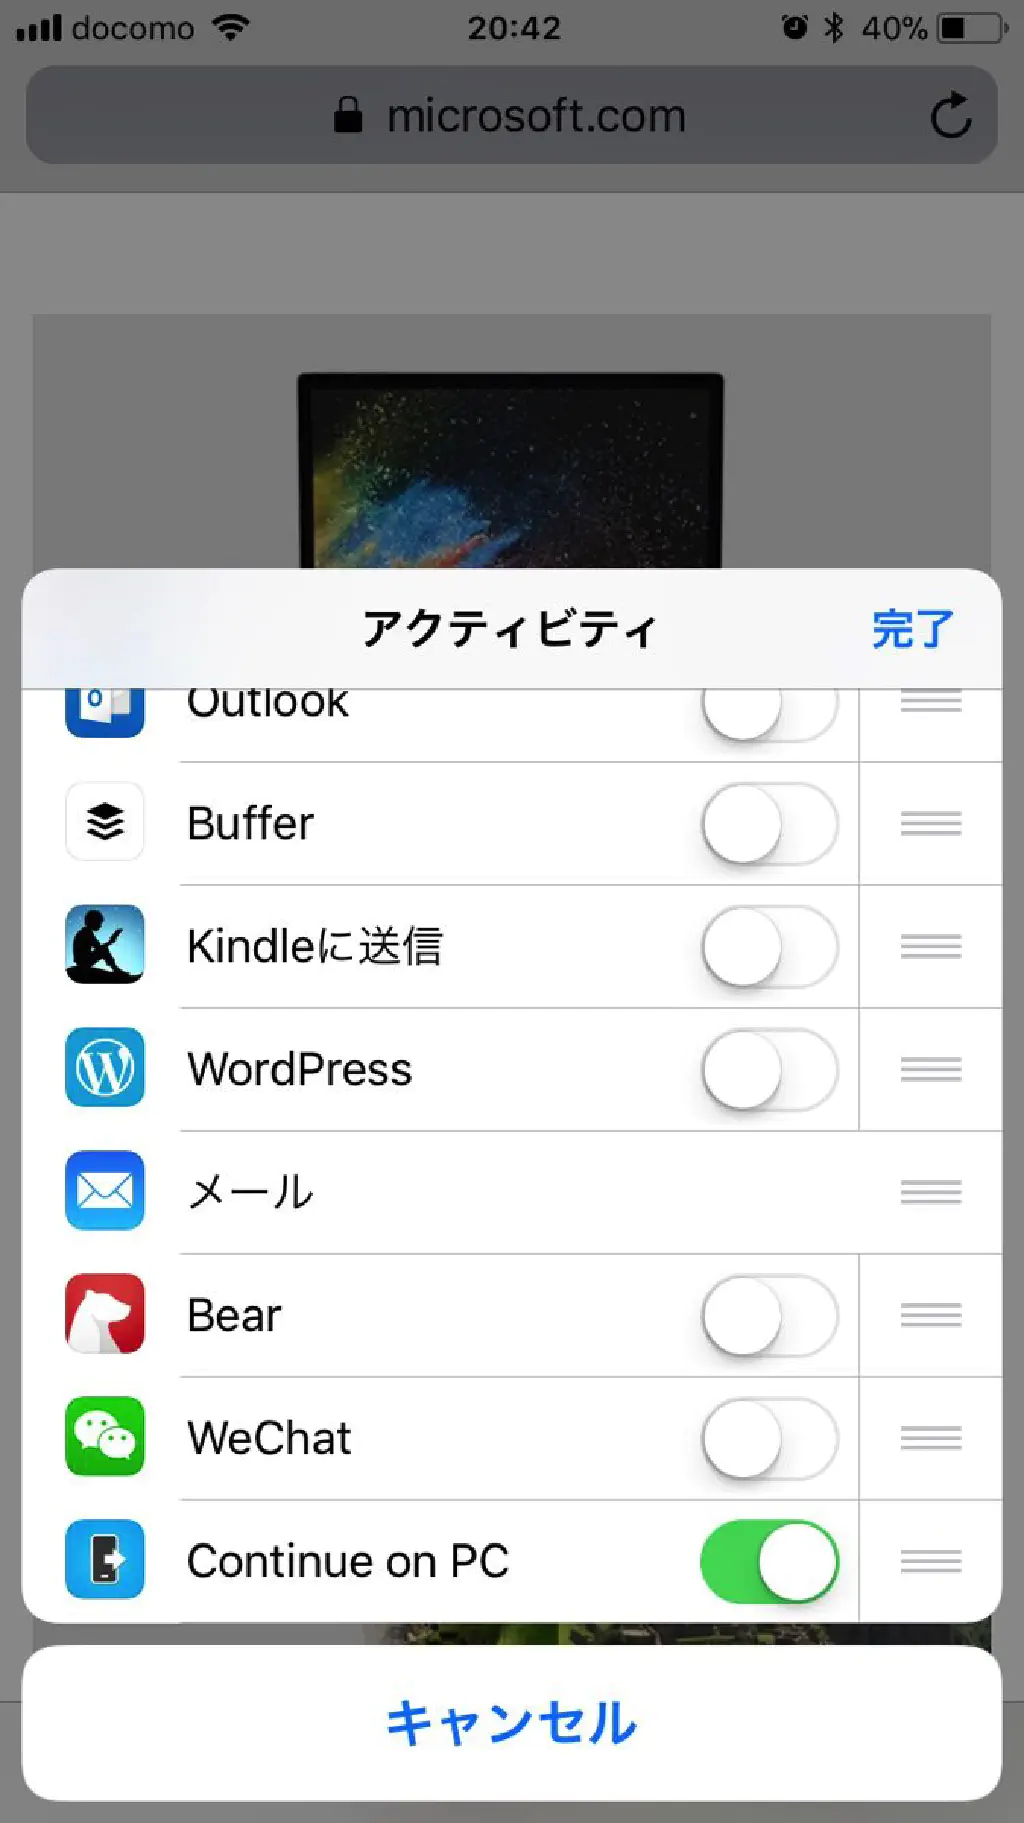 docomo 20:42 40%
microsoft.com
アクティビティ 完了
Outlook
Buffer
Kindleに送信
WordPress
メール
Bear
WeChat
Continue on PC
キャンセル